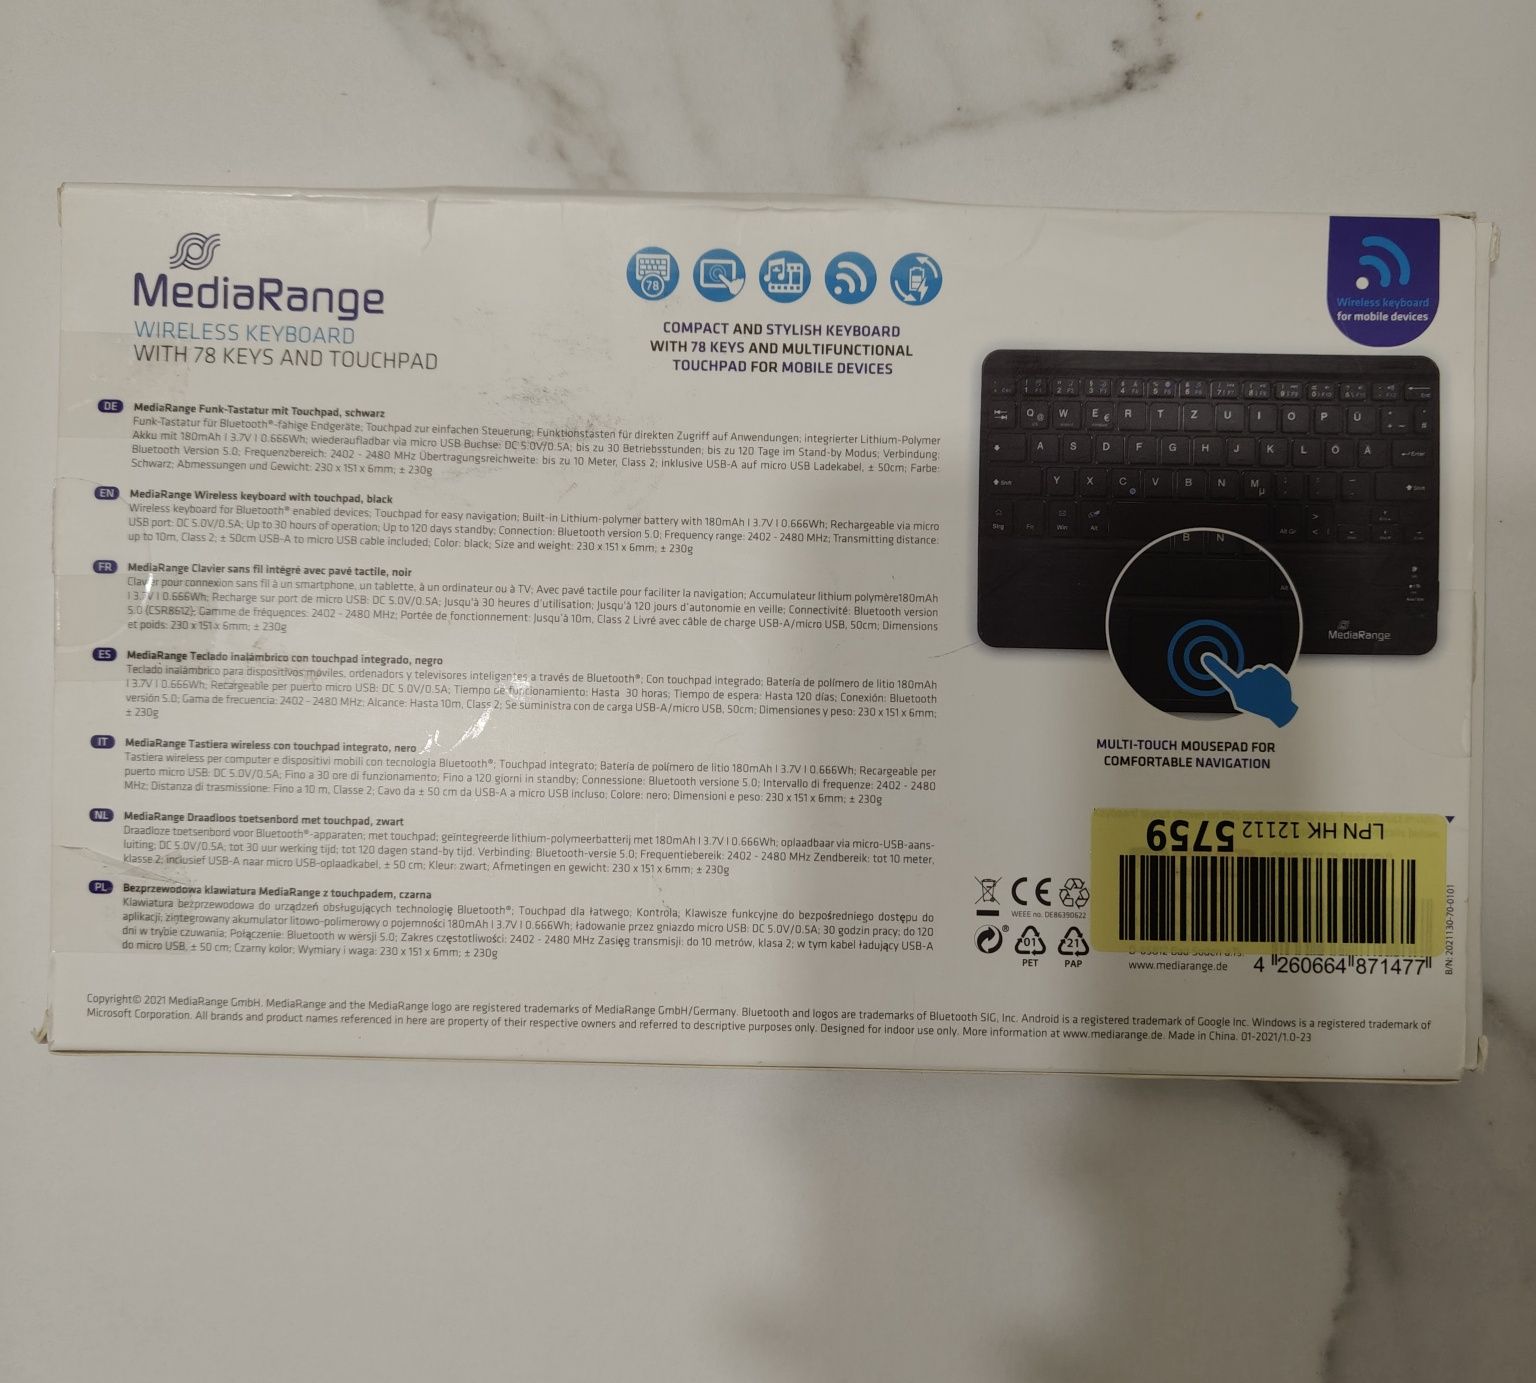 MediaRange
WIRELESS KEYBOARD
WITH 78 KEYS AND TOUCHPAD
78
COMPACT AND STYLISH KEYBOARD
WITH 78 KEYS AND MULTIFUNCTIONAL
TOUCHPAD FOR MOBILE DEVICES
Wireless keyboard
for mobile devices
DE MediaRange Funk-Tastatur mit Touchpad, schwarz
Funk-Tastatur für Bluetooth®-fähige Endgeräte; Touchpad zur einfachen Steuerung; Funktionstasten für direkten Zugriff auf Anwendungen; integrierter Lithium-Polymer
Akku mit 180mAh I 3.7V I 0.666Wh; wiederaufladbar via micro USB Buchse: DC 5.0V/0.5A; bis zu 30 Betriebsstunden; bis zu 120 Tage im Stand-by Modus; Verbindung:
Bluetooth Version 5.0; Frequenzbereich: 2402 - 2480 MHz Übertragungsreichweite: bis zu 10 Meter, Class 2; inklusive USB-A auf micro USB Ladekabel, ± 50cm; Farbe:
Schwarz; Abmessungen und Gewicht: 230 x 151 x 6mm; ± 230g
EN MediaRange Wireless keyboard with touchpad, black
Wireless keyboard for Bluetooth® enabled devices; Touchpad for easy navigation; Built-in Lithium-polymer battery with 180mAh I 3.7V I 0.666Wh; Rechargeable via micro
USB port: DC 5.0V/0.5A; Up to 30 hours of operation; Up to 120 days standby; Connection: Bluetooth version 5.0; Frequency range: 2402 - 2480 MHz; Transmitting distance:
up to 10m, Class 2; ± 50cm USB-A to micro USB cable included; Color: black; Size and weight: 230 x 151 x 6mm; ± 230g
FR MediaRange Clavier sans fil intégré avec pavé tactile, noir
Clavier pour connexion sans fil à un smartphone, un tablette, à un ordinateur ou à TV; Avec pavé tactile pour faciliter la navigation; Accumulateur lithium polymère180mAh
I 3.7V I 0.666Wh; Recharge sur port de micro USB: DC 5.0V/0.5A; Jusqu'à 30 heures d'utilisation; Jusqu'à 120 jours d'autonomie en veille; Connectivité: Bluetooth version
5.0 (CSR8612); Gamme de fréquences: 2402 - 2480 MHz; Portée de fonctionnement: Jusqu'à 10m, Class 2 Livré avec câble de charge USB-A/micro USB, 50cm; Dimensions
et poids: 230 x 151 x 6mm; ± 230g
ES MediaRange Teclado inalámbrico con touchpad integrado, negro
Teclado inalámbrico para dispositivos móviles, ordenadores y televisores inteligentes a través de Bluetooth®; Con touchpad integrado; Batería de polímero de litio 180mAh
I 3.7V I 0.666Wh; Recargeable per puerto micro USB: DC 5.0V/0.5A; Tiempo de funcionamiento: Hasta 30 horas; Tiempo de espera: Hasta 120 días; Conexión: Bluetooth
versión 5.0; Gama de frecuencia: 2402 - 2480 MHz; Alcance: Hasta 10m, Class 2; Se suministra con de carga USB-A/micro USB, 50cm; Dimensiones y peso: 230 x 151 x 6mm;
± 230g
IT MediaRange Tastiera wireless con touchpad integrato, nero
Tastiera wireless per computer e dispositivi mobili con tecnologia Bluetooth®; Touchpad integrato; Batería de polímero de litio 180mAh I 3.7V I 0.666Wh; Recargeable per
puerto micro USB: DC 5.0V/0.5A; Fino a 30 ore di funzionamento; Fino a 120 giorni in standby; Connessione: Bluetooth versione 5.0; Intervallo di frequenze: 2402 - 2480
MHz; Distanza di trasmissione: Fino a 10 m, Classe 2; Cavo da ± 50 cm da USB-A a micro USB incluso; Colore: nero; Dimensioni e peso: 230 x 151 x 6mm; ± 230g
NL MediaRange Draadloos toetsenbord met touchpad, zwart
Draadloze toetsenbord voor Bluetooth®-apparaten; met touchpad; geïntegreerde lithium-polymeerbatterij met 180mAh I 3.7V I 0.666Wh; oplaadbaar via micro-USB-aans-
luiting; DC 5.0V/0.5A; tot 30 uur werking tijd; tot 120 dagen stand-by tijd. Verbinding: Bluetooth-versie 5.0; Frequentiebereik: 2402 - 2480 MHz Zendbereik: tot 10 meter,
klasse 2; inclusief USB-A naar micro USB-oplaadkabel, ± 50 cm; Kleur: zwart; Afmetingen en gewicht: 230 x 151 x 6mm; ± 230g
PL Bezprzewodowa klawiatura MediaRange z touchpadem, czarna
Klawiatura bezprzewodowa do urządzeń obsługujących technologię Bluetooth®; Touchpad dla łatwego; Kontrola; Klawisze funkcyjne do bezpośredniego dostępu do
aplikacji; zintegrowany akumulator litowo-polimerowy o pojemności 180mAh I 3.7V I 0.666Wh; ładowanie przez gniazdo micro USB: DC 5.0V/0.5A; 30 godzin pracy; do 120
dni w trybie czuwania; Połączenie: Bluetooth w wersji 5.0; Zakres częstotliwości: 2402 - 2480 MHz Zasięg transmisji: do 10 metrów, klasa 2; w tym kabel ładujący USB-A
do micro USB, ± 50 cm; Czarny kolor; Wymiary i waga: 230 x 151 x 6mm; ± 230g
Q W E R T Z U I O P Ü
A S D F G H J K L Ö Ä Enter
Shift Y X C V B N M Shift
Strg Fn Win Alt Alt Gr
B N
MediaRange
MULTI-TOUCH MOUSEPAD FOR
COMFORTABLE NAVIGATION
LPN HK 12112 5759
CE
WEEE no. DE86390622
01 PET
21 PAP
www.mediarange.de
4 260664 871477
B/N: 2021130-70-0101
Copyright© 2021 MediaRange GmbH. MediaRange and the MediaRange logo are registered trademarks of MediaRange GmbH/Germany. Bluetooth and logos are trademarks of Bluetooth SIG, Inc. Android is a registered trademark of Google Inc. Windows is a registered trademark of
Microsoft Corporation. All brands and product names referenced in here are property of their respective owners and referred to descriptive purposes only. Designed for indoor use only. More information at www.mediarange.de. Made in China. 01-2021/1.0-23